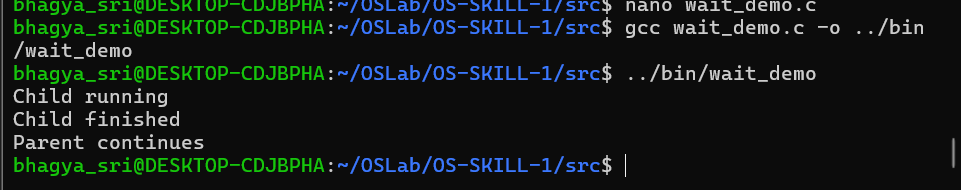 bhagya_sri@DESKTOP-CDJBPHA:~/OSLab/OS-SKILL-1/src$ nano wait_demo.c
bhagya_sri@DESKTOP-CDJBPHA:~/OSLab/OS-SKILL-1/src$ gcc wait_demo.c -o ../bin
/wait_demo
bhagya_sri@DESKTOP-CDJBPHA:~/OSLab/OS-SKILL-1/src$ ../bin/wait_demo
Child running
Child finished
Parent continues
bhagya_sri@DESKTOP-CDJBPHA:~/OSLab/OS-SKILL-1/src$